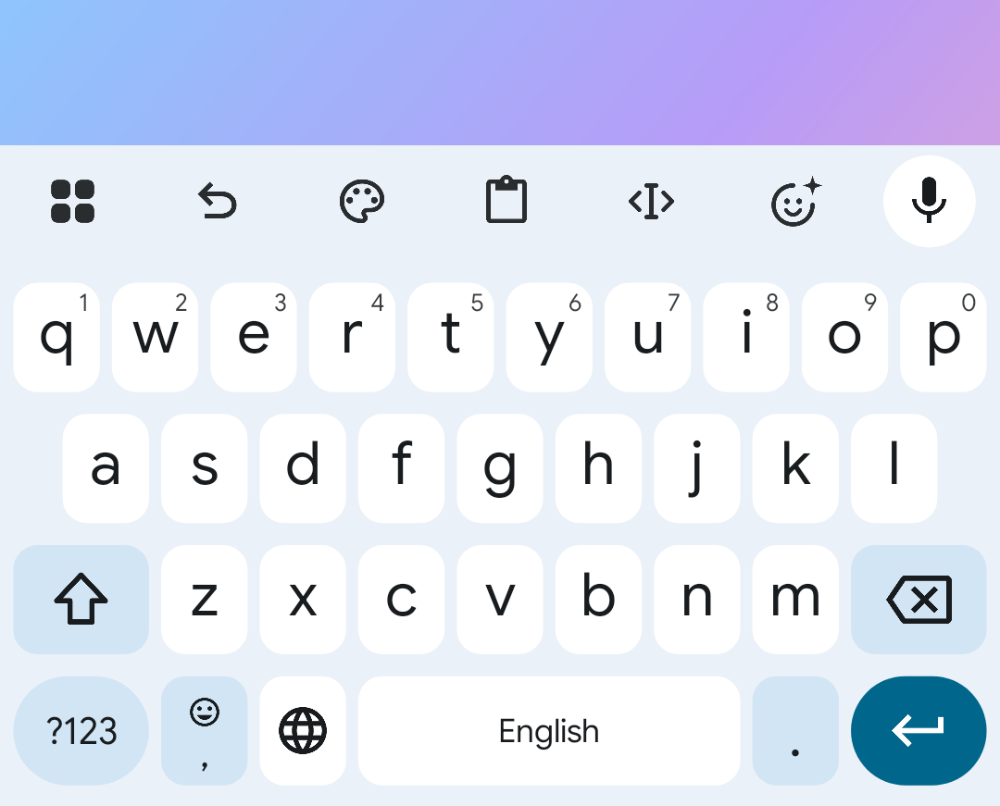 1 2 3 4 5 6 7 8 9 0
q w e r t y u i o p
a s d f g h j k l
z x c v b n m
?123 , English .